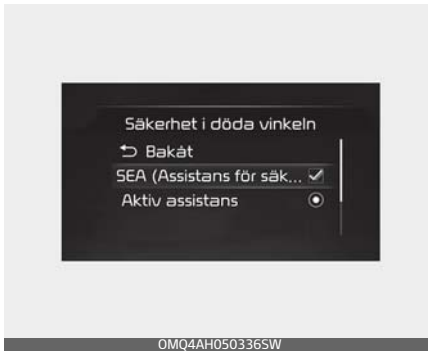 Säkerhet i döda vinkeln
Bakåt
SEA (Assistans för säk...
Aktiv assistans
OMQ4AH050336SW